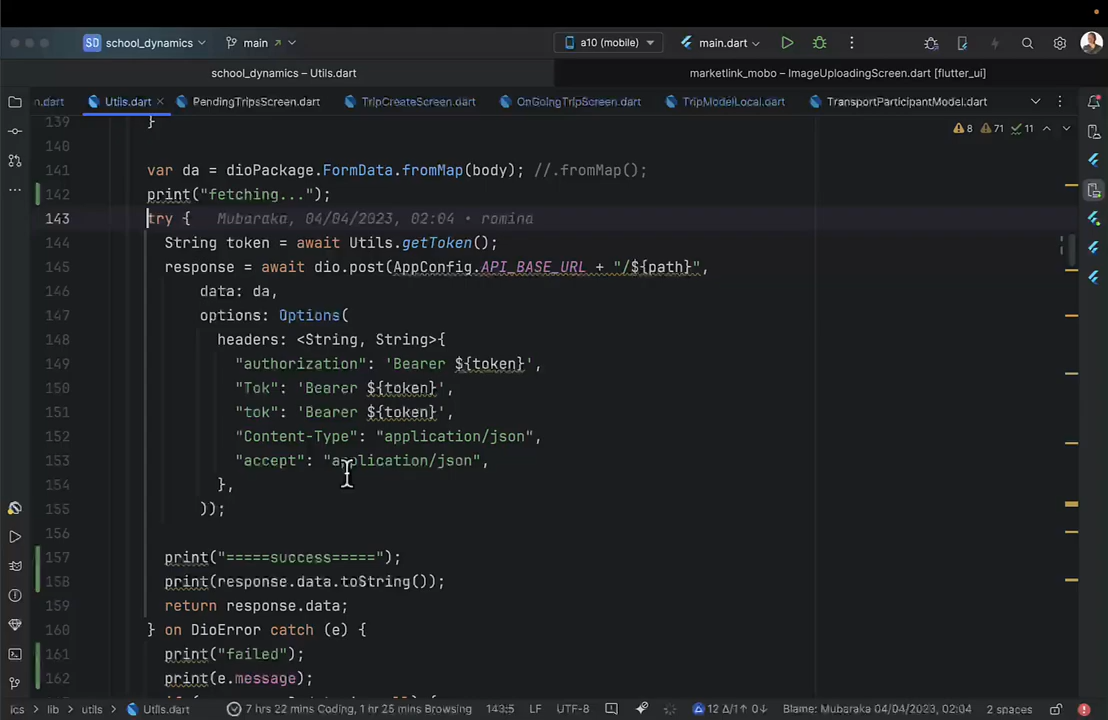 SD school_dynamics main a10 (mobile) main.dart
school_dynamics – Utils.dart marketlink_mobo – ImageUploadingScreen.dart [flutter_ui]
n.dart Utils.dart PendingTripsScreen.dart TripCreateScreen.dart OnGoingTripScreen.dart TripModelLocal.dart TransportParticipantModel.dart
139 }
8 71 11
140
141 var da = dioPackage.FormData.fromMap(body); //.fromMap();
142 print("fetching...");
143 try { Mubaraka, 04/04/2023, 02:04 • romina
144 String token = await Utils.getToken();
145 response = await dio.post(AppConfig.API_BASE_URL + "/${path}",
146 data: da,
147 options: Options(
148 headers: <String, String>{
149 "authorization": 'Bearer ${token}',
150 "Tok": 'Bearer ${token}',
151 "tok": 'Bearer ${token}',
152 "Content-Type": "application/json",
153 "accept": "application/json",
154 },
155 ));
156
157 print("=====success=====");
158 print(response.data.toString());
159 return response.data;
160 } on DioError catch (e) {
161 print("failed");
162 print(e.message);
ics lib utils Utils.dart 7 hrs 22 mins Coding, 1 hr 25 mins Browsing 143:5 LF UTF-8 12 Δ/1↑ 0↓ Blame: Mubaraka 04/04/2023, 02:04 2 spaces